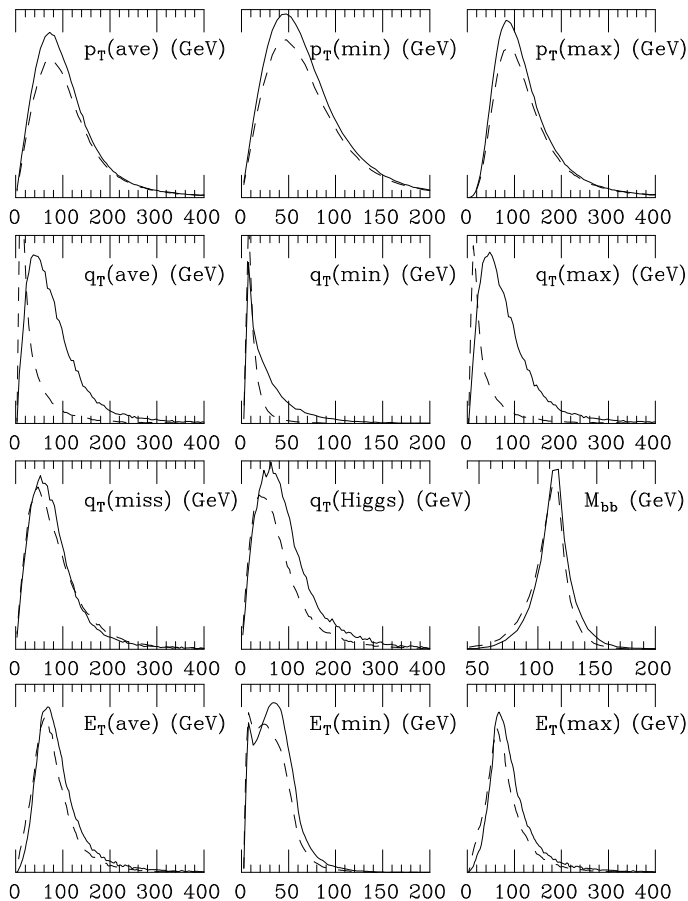 p_T(ave) (GeV) p_T(min) (GeV) p_T(max) (GeV)
0 100 200 300 400 0 50 100 150 200 0 100 200 300 400
q_T(ave) (GeV) q_T(min) (GeV) q_T(max) (GeV)
0 100 200 300 400 0 50 100 150 200 0 100 200 300 400
q_T(miss) (GeV) q_T(Higgs) (GeV) M_bb (GeV)
0 100 200 300 400 0 100 200 300 400 50 100 150 200
E_T(ave) (GeV) E_T(min) (GeV) E_T(max) (GeV)
0 100 200 300 400 0 50 100 150 200 0 100 200 300 400